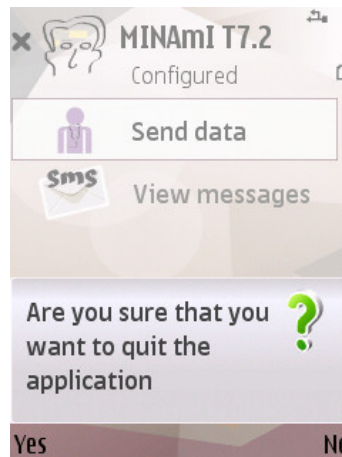 MINAmI T7.2
Configured
Send data
sms
View messages
Are you sure that you
want to quit the
application
Yes